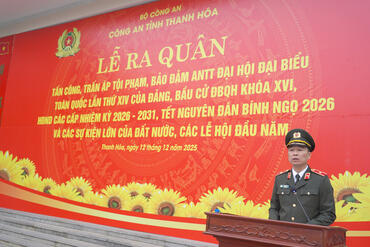 BỘ CÔNG AN
CÔNG AN TỈNH THANH HÓA
LỄ RA QUÂN
TẤN CÔNG, TRẤN ÁP TỘI PHẠM, BẢO ĐẢM ANTT ĐẠI HỘI ĐẠI BIỂU
TOÀN QUỐC LẦN THỨ XIV CỦA ĐẢNG, BẦU CỬ ĐBQH KHÓA XVI,
HĐND CÁC CẤP NHIỆM KỲ 2026 - 2031, TẾT NGUYÊN ĐÁN BÍNH NGỌ 2026
VÀ CÁC SỰ KIỆN LỚN CỦA ĐẤT NƯỚC, CÁC LỄ HỘI ĐẦU NĂM
Thanh Hóa, ngày 12/12/2025